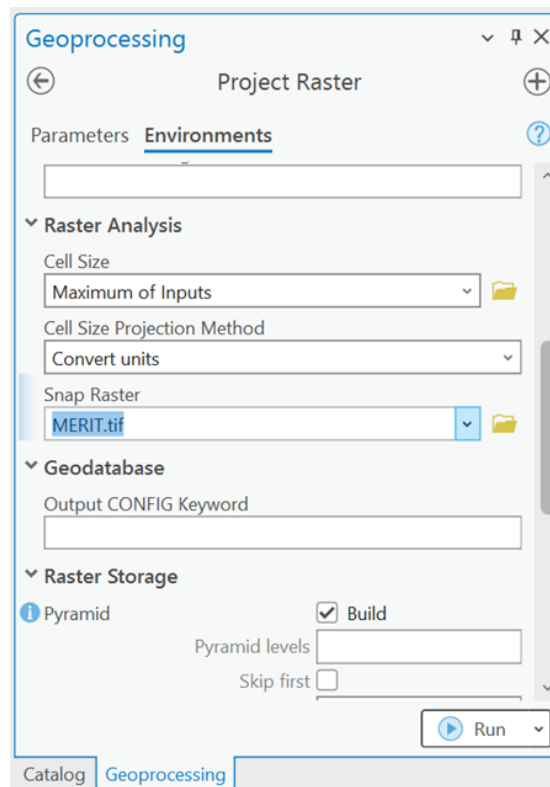 Geoprocessing
Project Raster
Parameters Environments
Raster Analysis
Cell Size
Maximum of Inputs
Cell Size Projection Method
Convert units
Snap Raster
MERIT.tif
Geodatabase
Output CONFIG Keyword
Raster Storage
Pyramid Build
Pyramid levels
Skip first
Run
Catalog Geoprocessing